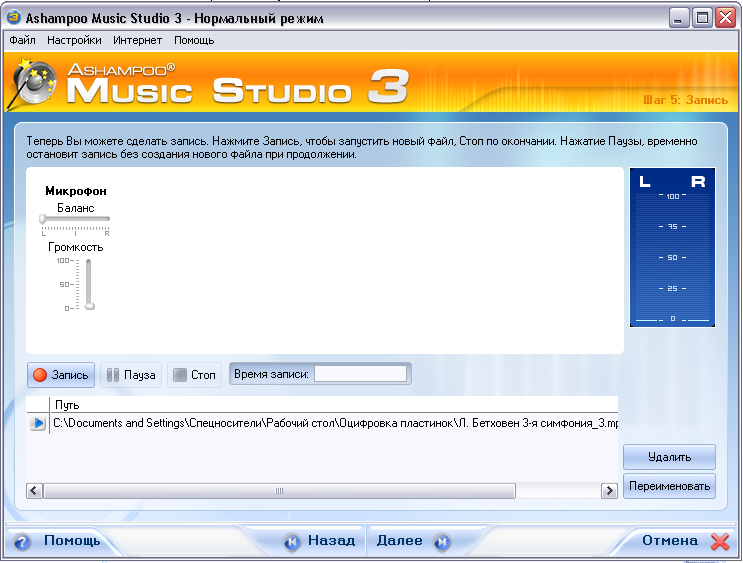 Ashampoo Music Studio 3 - Нормальный режим
Файл Настройки Интернет Помощь
ASHAMPOO®
MUSIC STUDIO 3
Шаг 5: Запись
Теперь Вы можете сделать запись. Нажмите Запись, чтобы запустить новый файл, Стоп по окончании. Нажатие Паузы, временно
остановит запись без создания нового файла при продолжении.
Микрофон
Баланс
L I R
Громкость
100
50
0
L R
100
75
50
25
0
Запись Пауза Стоп Время записи:
Путь
C:\Documents and Settings\Спецносители\Рабочий стол\Оцифровка пластинок\Л. Бетховен 3-я симфония_3.mp
Удалить
Переименовать
Помощь Назад Далее Отмена